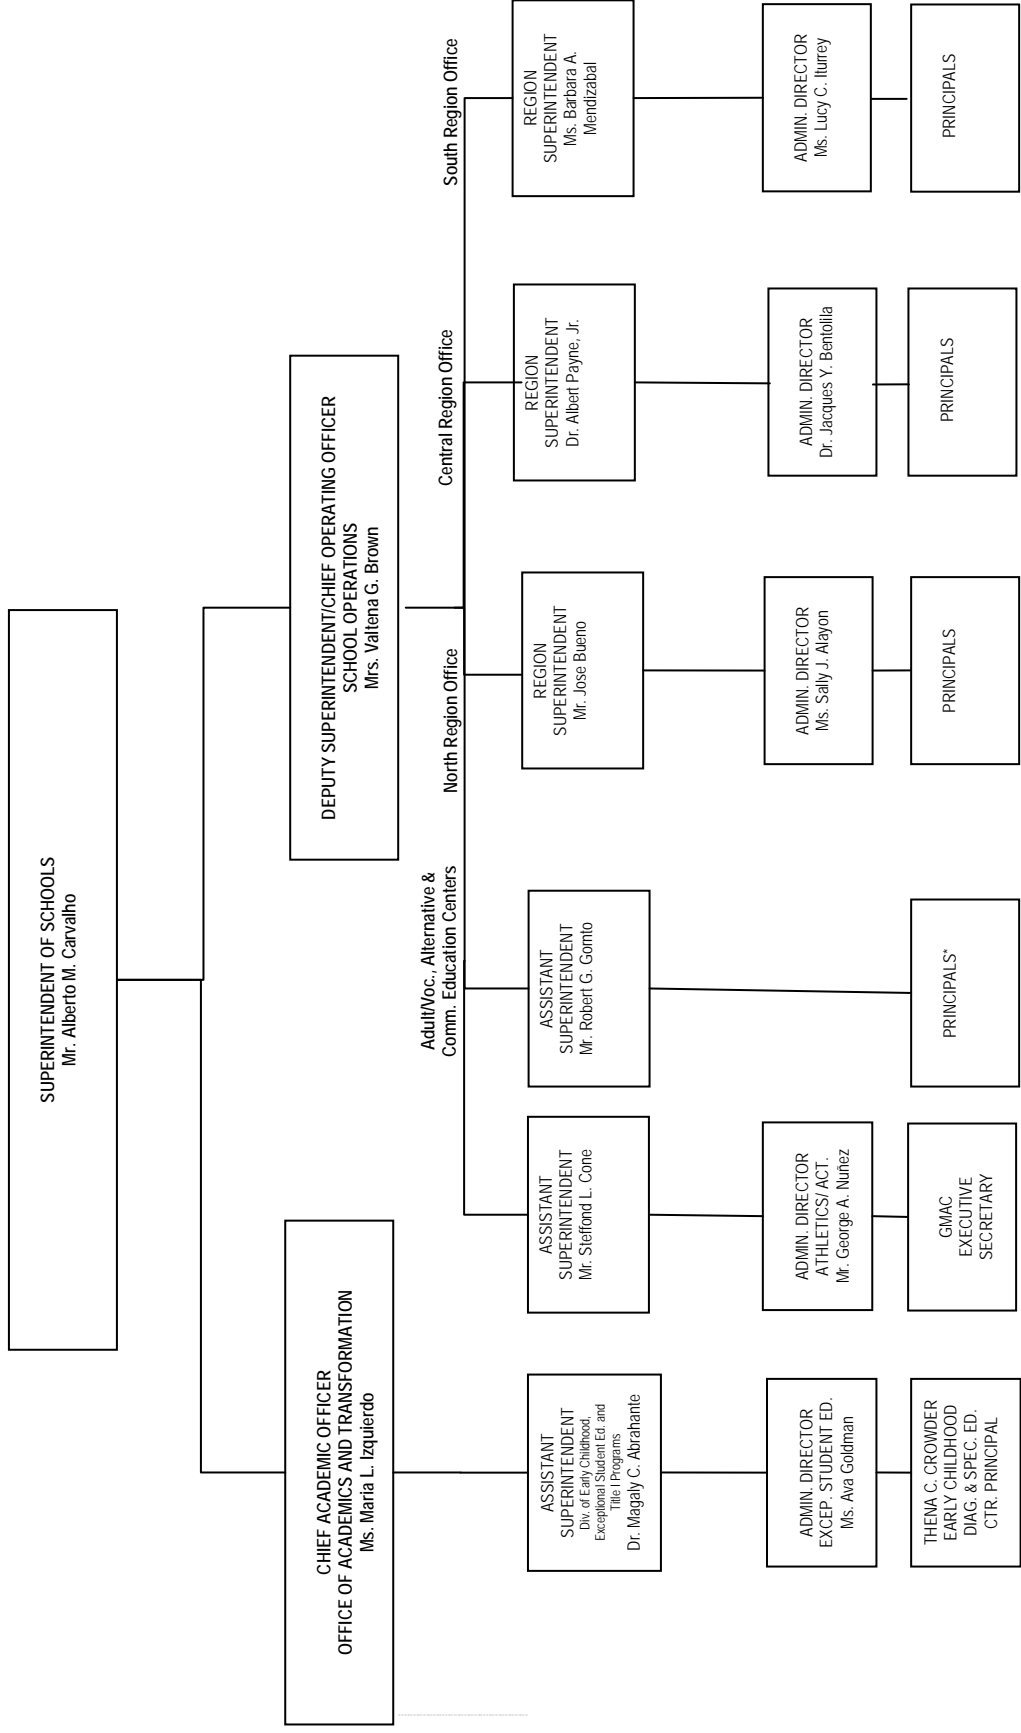 SUPERINTENDENT OF SCHOOLS
Mr. Alberto M. Carvalho
CHIEF ACADEMIC OFFICER
OFFICE OF ACADEMICS AND TRANSFORMATION
Ms. Maria L. Izquierdo
DEPUTY SUPERINTENDENT/CHIEF OPERATING OFFICER
SCHOOL OPERATIONS
Mrs. Valtena G. Brown
Adult/Voc., Alternative &
Comm. Education Centers
North Region Office
Central Region Office
South Region Office
ASSISTANT
SUPERINTENDENT
Div. of Early Childhood,
Exceptional Student Ed. and
Title I Programs
Dr. Magaly C. Abrahante
ASSISTANT
SUPERINTENDENT
Mr. Steffond L. Cone
ASSISTANT
SUPERINTENDENT
Mr. Robert G. Gornto
REGION
SUPERINTENDENT
Mr. Jose Bueno
REGION
SUPERINTENDENT
Dr. Albert Payne, Jr.
REGION
SUPERINTENDENT
Ms. Barbara A.
Mendizabal
ADMIN. DIRECTOR
EXCEP. STUDENT ED.
Ms. Ava Goldman
ADMIN. DIRECTOR
ATHLETICS/ ACT.
Mr. George A. Nuñez
ADMIN. DIRECTOR
Ms. Sally J. Alayon
ADMIN. DIRECTOR
Dr. Jacques Y. Bentolila
ADMIN. DIRECTOR
Ms. Lucy C. Iturrey
THENA C. CROWDER
EARLY CHILDHOOD
DIAG. & SPEC. ED.
CTR. PRINCIPAL
GMAC
EXECUTIVE
SECRETARY
PRINCIPALS*
PRINCIPALS
PRINCIPALS
PRINCIPALS